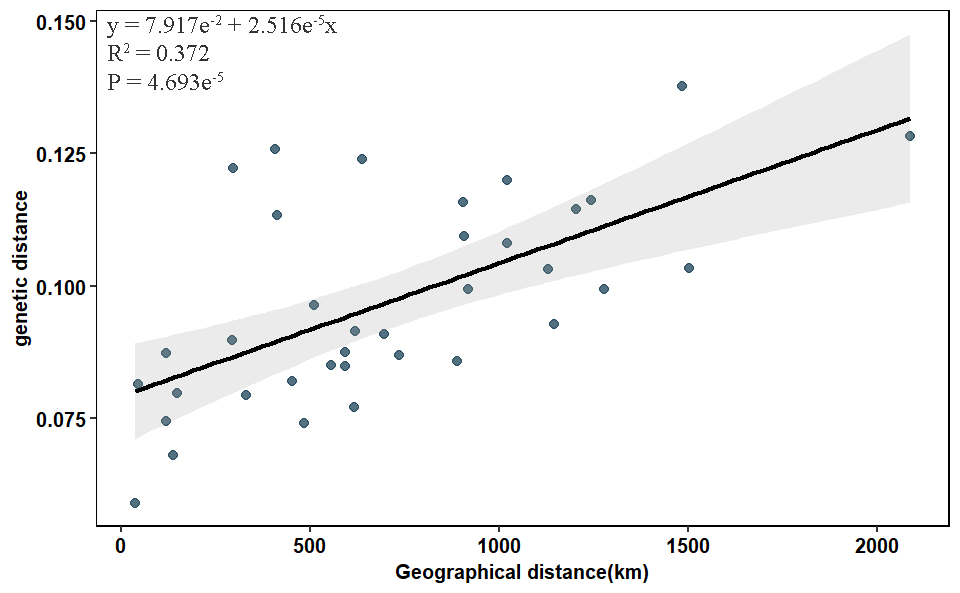 y = 7.917e⁻² + 2.516e⁻⁵x
R² = 0.372
P = 4.693e⁻⁵
0.150
0.125
0.100
0.075
genetic distance
0 500 1000 1500 2000
Geographical distance(km)